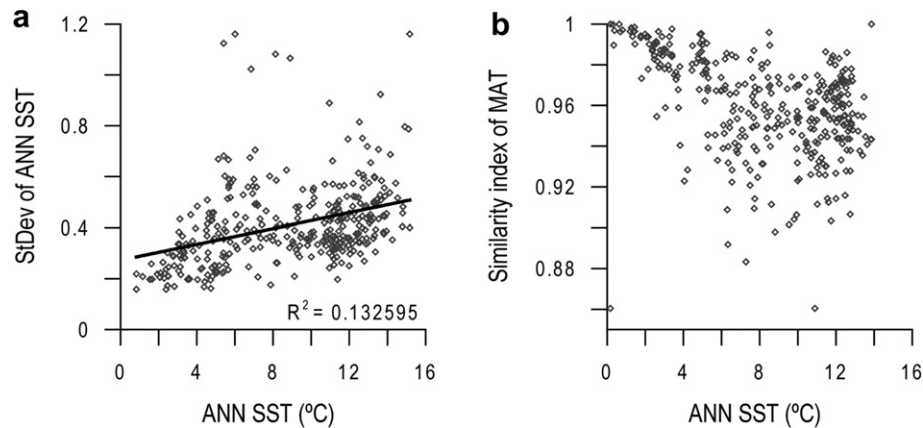 a
StDev of ANN SST
1.2
0.8
0.4
0
R² = 0.132595
0 4 8 12 16
ANN SST (ºC)
b
Similarity index of MAT
1
0.96
0.92
0.88
0 4 8 12 16
ANN SST (ºC)